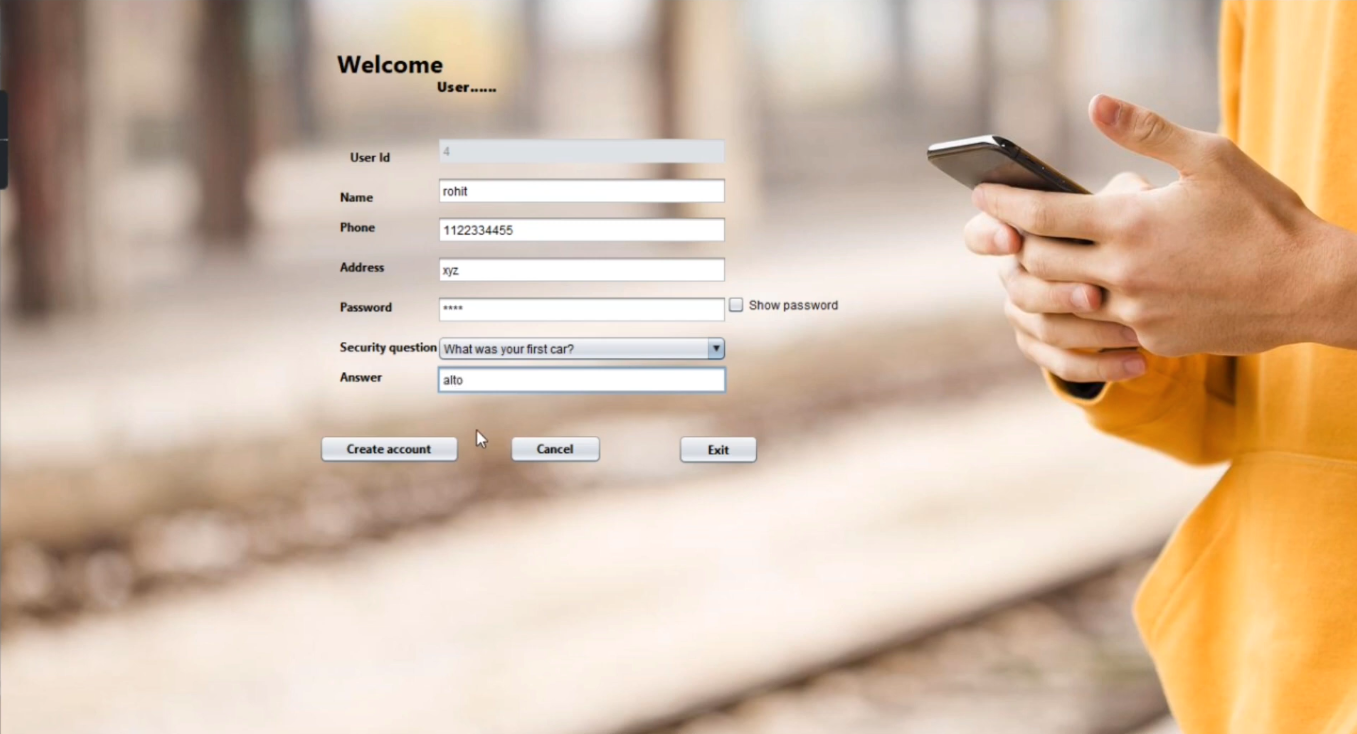 Welcome
User......
User Id 4
Name rohit
Phone 1122334455
Address xyz
Password **** Show password
Security question What was your first car?
Answer alto
Create account Cancel Exit